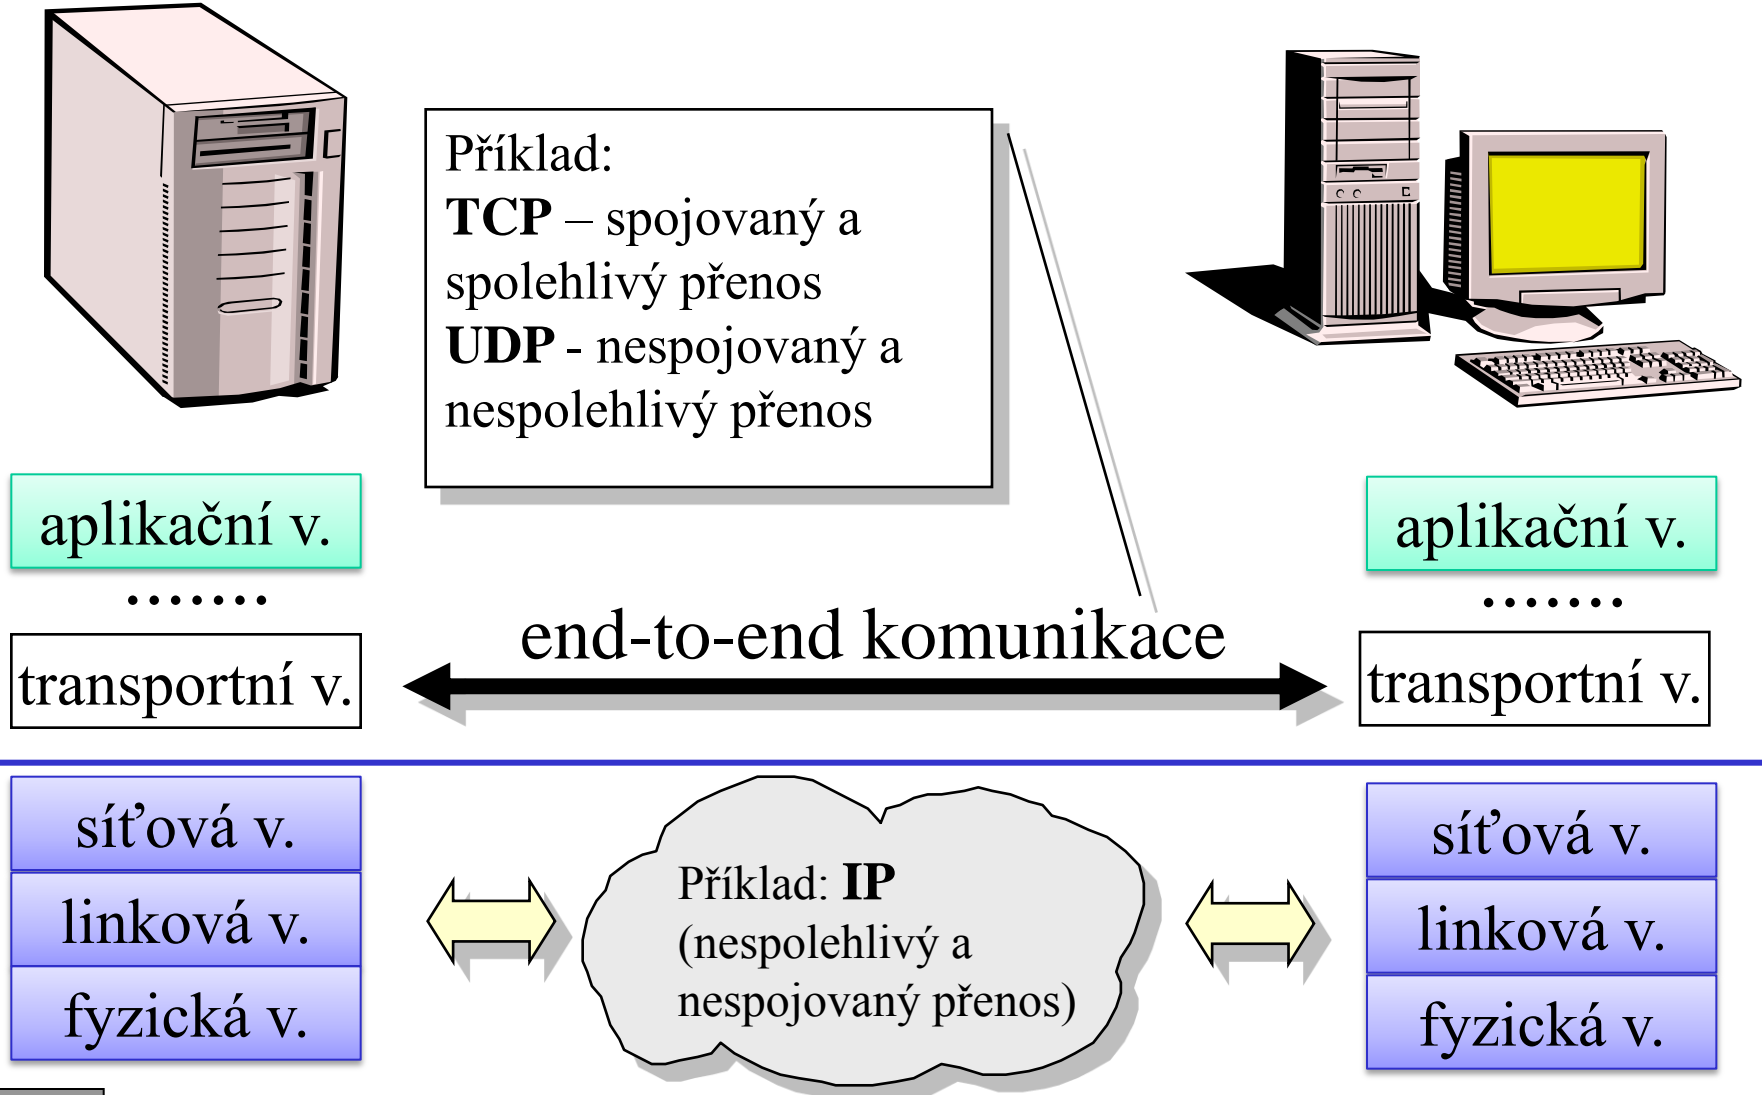 Příklad:
TCP – spojovaný a
spolehlivý přenos
UDP - nespojovaný a
nespolehlivý přenos
aplikační v.
.......
transportní v.
end-to-end komunikace
aplikační v.
.......
transportní v.
síťová v.
linková v.
fyzická v.
Příklad: IP
(nespolehlivý a
nespojovaný přenos)
síťová v.
linková v.
fyzická v.